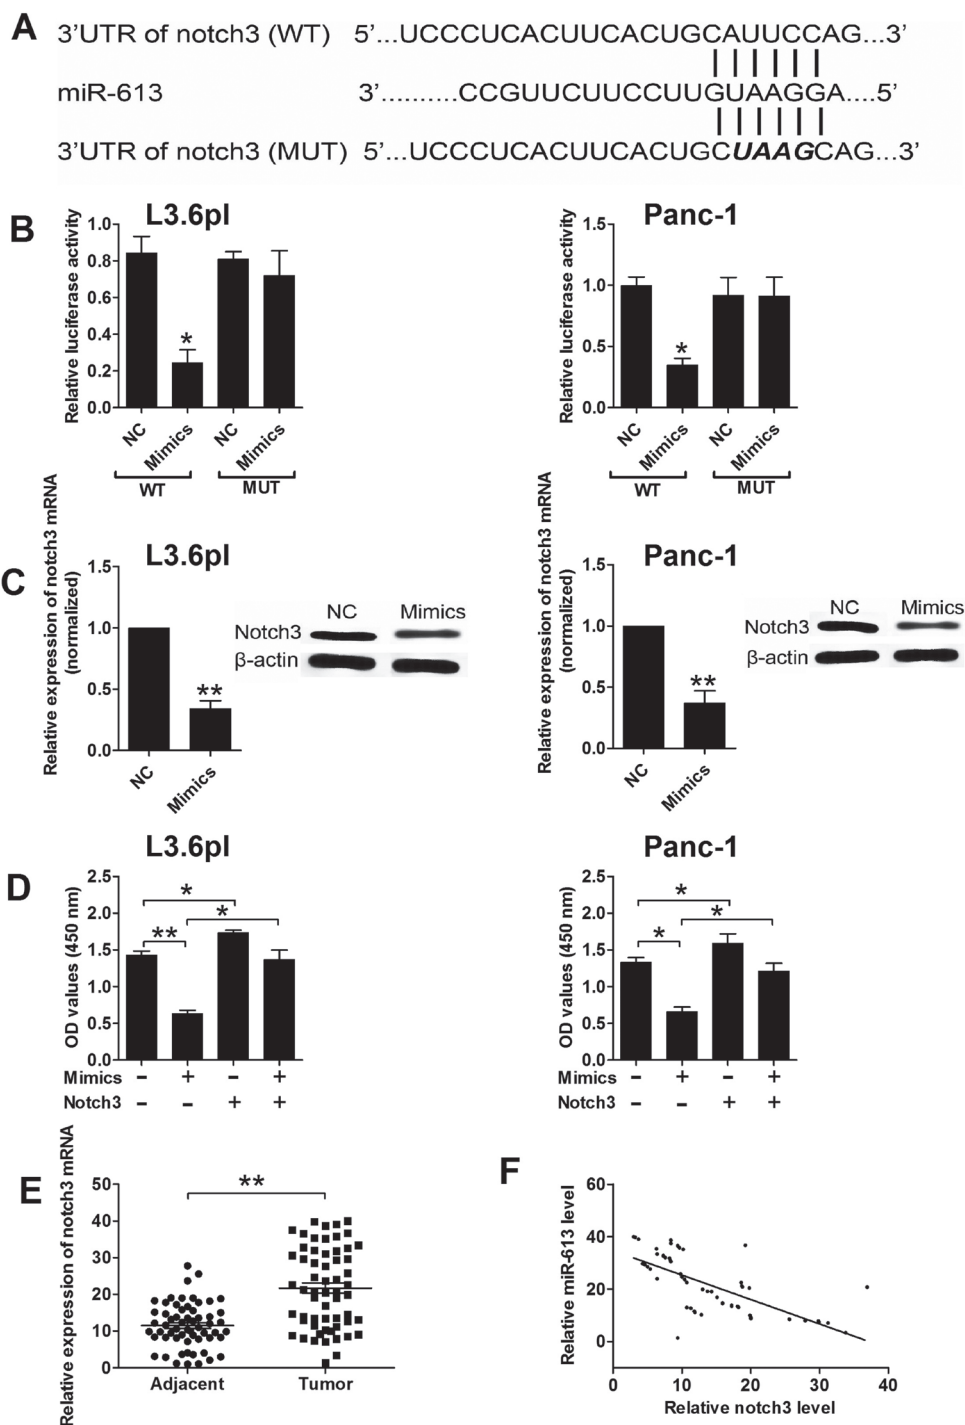 A
3'UTR of notch3 (WT) 5'...UCCCUCACUUCACUGCAUUCCAG...3'
miR-613 3'..........CCGUUCUUCCUUGUAAGGA....5'
3'UTR of notch3 (MUT) 5'...UCCCUCACUUCACUGCUAAGCAG...3'
B
L3.6pl
Relative luciferase activity
1.0
0.8
0.6
0.4
0.2
0.0
*
NC
Mimics
NC
Mimics
WT
MUT
Panc-1
Relative luciferase activity
1.5
1.0
0.5
0.0
*
NC
Mimics
NC
Mimics
WT
MUT
C
L3.6pl
Relative expression of notch3 mRNA
(normalized)
1.5
1.0
0.5
0.0
**
NC
Mimics
NC Mimics
Notch3
β-actin
Panc-1
Relative expression of notch3 mRNA
(normalized)
1.5
1.0
0.5
0.0
**
NC
Mimics
NC Mimics
Notch3
β-actin
D
L3.6pl
OD values (450 nm)
2.5
2.0
1.5
1.0
0.5
0.0
*
*
**
Mimics − + − +
Notch3 − − + +
Panc-1
OD values (450 nm)
2.5
2.0
1.5
1.0
0.5
0.0
*
*
*
Mimics − + − +
Notch3 − − + +
E
Relative expression of notch3 mRNA
50
40
30
20
10
0
**
Adjacent
Tumor
F
Relative miR-613 level
60
40
20
0
0 10 20 30 40
Relative notch3 level